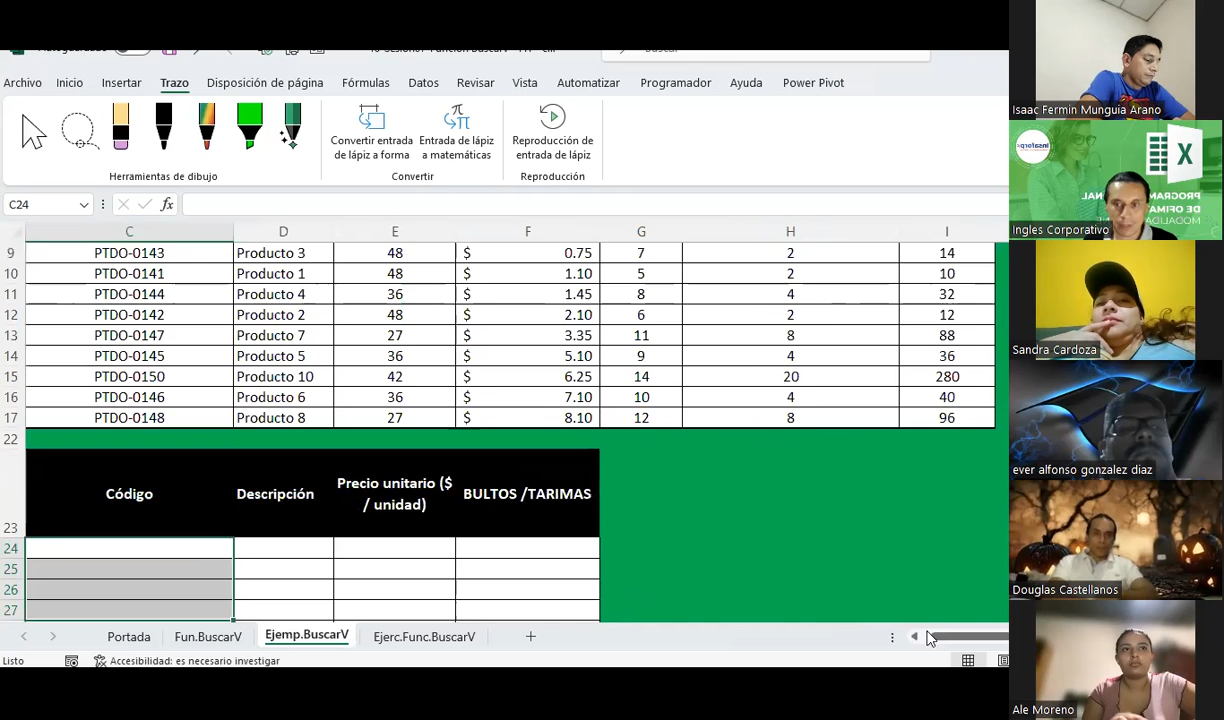 Archivo Inicio Insertar Trazo Disposición de página Fórmulas Datos Revisar Vista Automatizar Programador Ayuda Power Pivot
Convertir entrada de lápiz a forma
Entrada de lápiz a matemáticas
Reproducción de entrada de lápiz
Herramientas de dibujo Convertir Reproducción
C24 fx
C D E F G H I
9 PTDO-0143 Producto 3 48 $ 0.75 7 2 14
10 PTDO-0141 Producto 1 48 $ 1.10 5 2 10
11 PTDO-0144 Producto 4 36 $ 1.45 8 4 32
12 PTDO-0142 Producto 2 48 $ 2.10 6 2 12
13 PTDO-0147 Producto 7 27 $ 3.35 11 8 88
14 PTDO-0145 Producto 5 36 $ 5.10 9 4 36
15 PTDO-0150 Producto 10 42 $ 6.25 14 20 280
16 PTDO-0146 Producto 6 36 $ 7.10 10 4 40
17 PTDO-0148 Producto 8 27 $ 8.10 12 8 96
22
23 Código Descripción Precio unitario ($ / unidad) BULTOS /TARIMAS
24
25
26
27
Portada Fun.BuscarV Ejemp.BuscarV Ejerc.Func.BuscarV
Listo Accesibilidad: es necesario investigar
Isaac Fermin Munguia Arano
Insaforp
X
DE OFIMA
Ingles Corporativo
Sandra Cardoza
ever alfonso gonzalez diaz
Douglas Castellanos
Ale Moreno